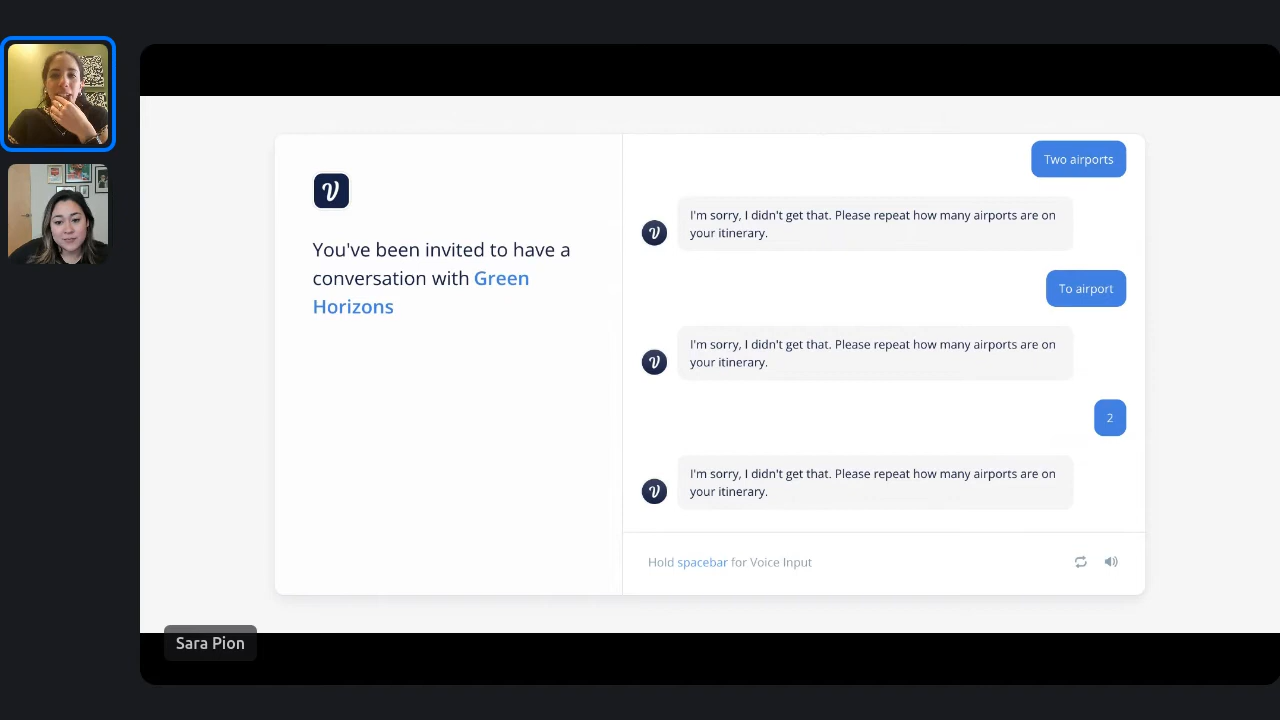 You've been invited to have a
conversation with Green
Horizons
Two airports
I'm sorry, I didn't get that. Please repeat how many airports are on
your itinerary.
To airport
I'm sorry, I didn't get that. Please repeat how many airports are on
your itinerary.
2
I'm sorry, I didn't get that. Please repeat how many airports are on
your itinerary.
Hold spacebar for Voice Input
Sara Pion